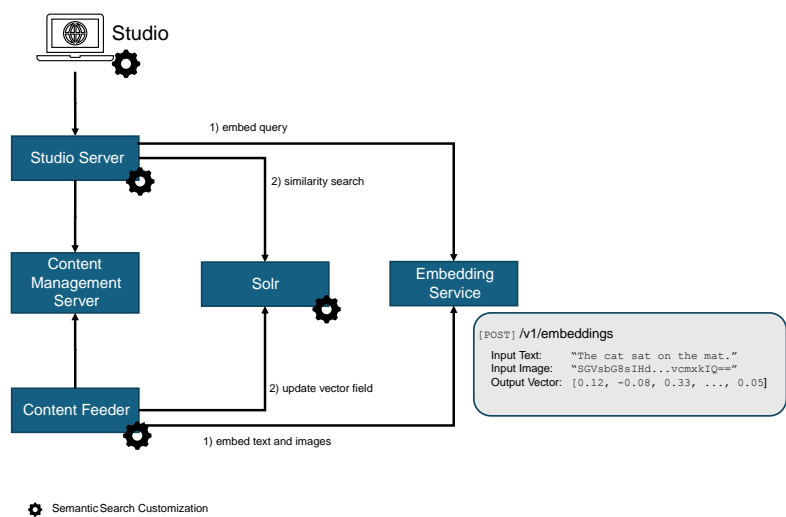 Studio
1) embed query
Studio Server
2) similarity search
Content
Management
Server
Solr
Embedding
Service
[POST] /v1/embeddings
Input Text: “The cat sat on the mat.”
Input Image: “SGVsbG8sIHd...vcmxkIQ==”
Output Vector: [0.12, -0.08, 0.33, ..., 0.05]
2) update vector field
Content Feeder
1) embed text and images
Semantic Search Customization